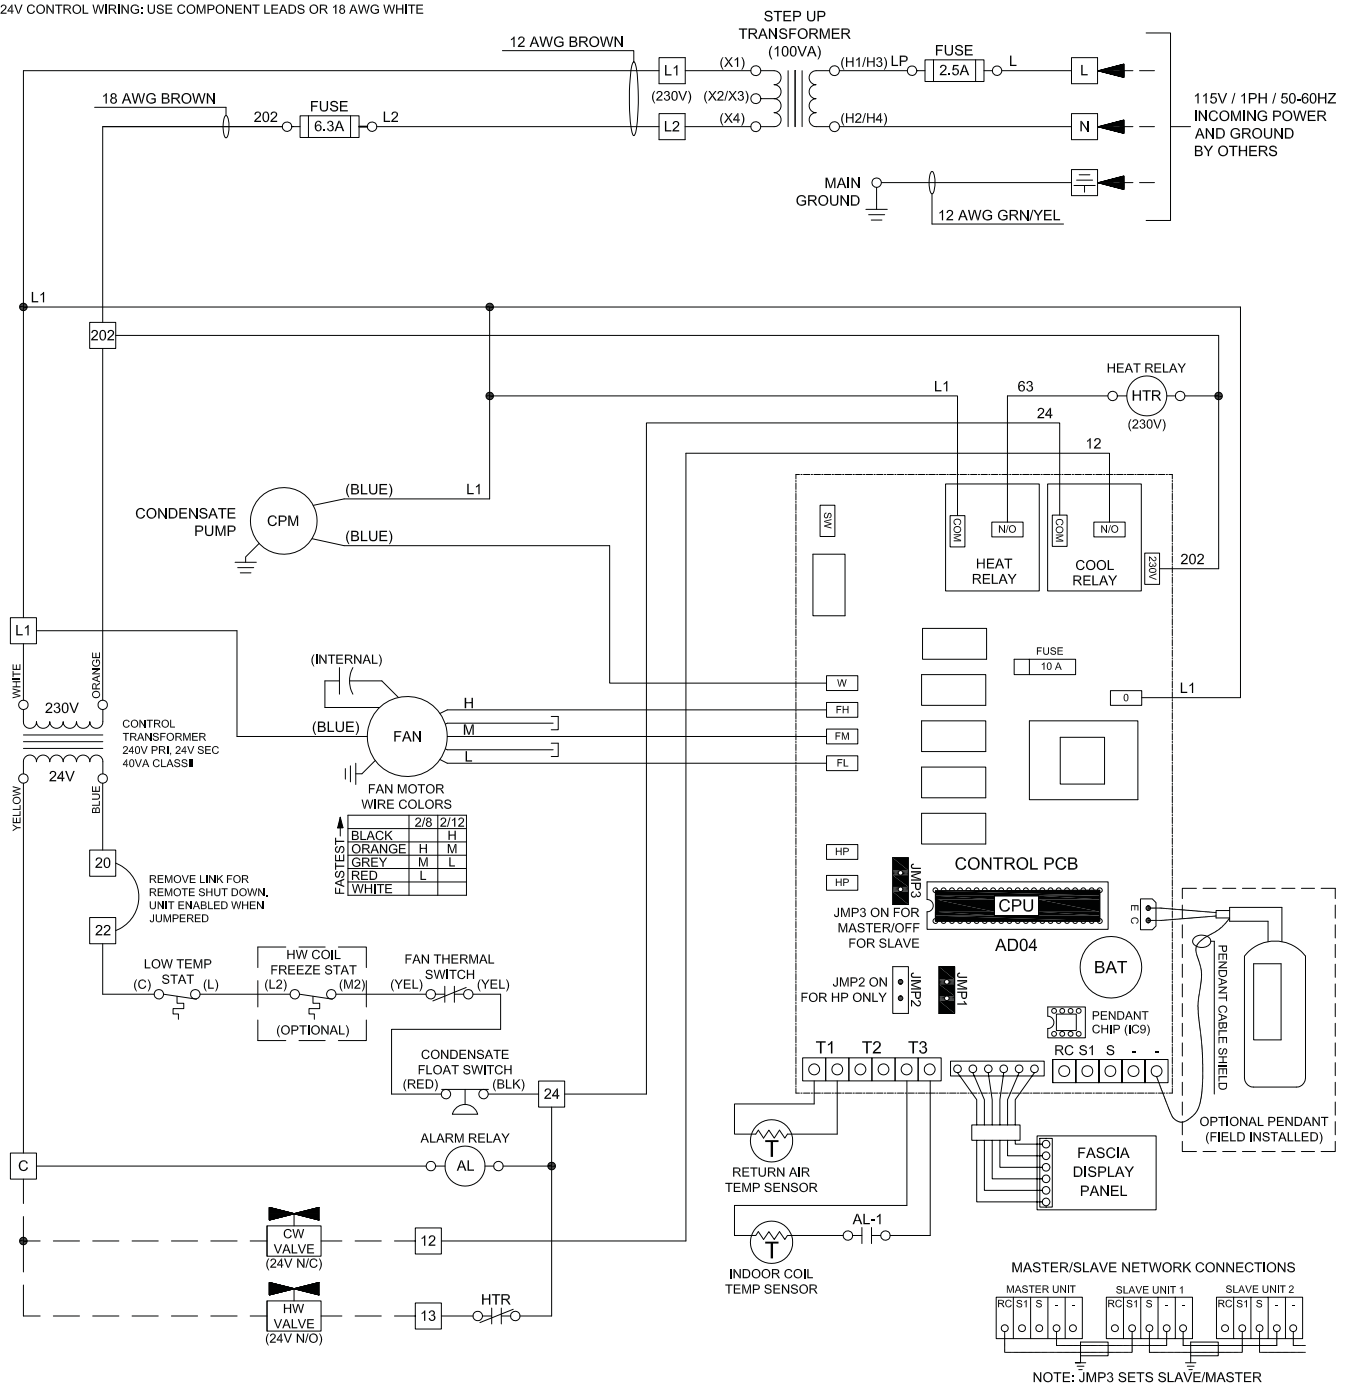 24V CONTROL WIRING: USE COMPONENT LEADS OR 18 AWG WHITE
STEP UP
TRANSFORMER
(100VA)
12 AWG BROWN
FUSE
L1
(X1)
(H1/H3)
LP
2.5A
L
L
18 AWG BROWN
(230V)
(X2/X3)
115V / 1PH / 50-60HZ
INCOMING POWER
AND GROUND
BY OTHERS
FUSE
202
6.3A
L2
L2
(X4)
(H2/H4)
N
MAIN
GROUND
12 AWG GRN/YEL
L1
202
HEAT RELAY
L1
63
HTR
(230V)
24
12
CONDENSATE
PUMP
CPM
(BLUE)
L1
(BLUE)
SW
COM
N/O
HEAT
RELAY
COM
N/O
COOL
RELAY
230V
202
L1
WHITE
ORANGE
230V
24V
CONTROL
TRANSFORMER
240V PRI, 24V SEC
40VA CLASSII
YELLOW
BLUE
(INTERNAL)
(BLUE)
FAN
H
M
L
W
FH
FM
FL
FUSE
10 A
0
L1
FAN MOTOR
WIRE COLORS
2/8 2/12
BLACK H
ORANGE H M
GREY M L
RED L
WHITE
FASTEST
20
22
REMOVE LINK FOR
REMOTE SHUT DOWN.
UNIT ENABLED WHEN
JUMPERED
HP
HP
JMP3
JMP3 ON FOR
MASTER/OFF
FOR SLAVE
CONTROL PCB
CPU
AD04
E C
BAT
JMP2 ON
FOR HP ONLY
JMP2
JMP1
PENDANT
CHIP (IC9)
PENDANT CABLE SHIELD
OPTIONAL PENDANT
(FIELD INSTALLED)
LOW TEMP
STAT
(C)
(L)
HW COIL
FREEZE STAT
(L2)
(M2)
(OPTIONAL)
FAN THERMAL
SWITCH
(YEL)
(YEL)
T1 T2 T3
RC S1 S - -
CONDENSATE
FLOAT SWITCH
(RED)
(BLK)
24
ALARM RELAY
C
AL
RETURN AIR
TEMP SENSOR
T
FASCIA
DISPLAY
PANEL
CW
VALVE
(24V N/C)
12
AL-1
T
INDOOR COIL
TEMP SENSOR
HW
VALVE
(24V N/O)
13
HTR
MASTER/SLAVE NETWORK CONNECTIONS
MASTER UNIT
RC S1 S - -
SLAVE UNIT 1
RC S1 S - -
SLAVE UNIT 2
RC S1 S - -
NOTE: JMP3 SETS SLAVE/MASTER